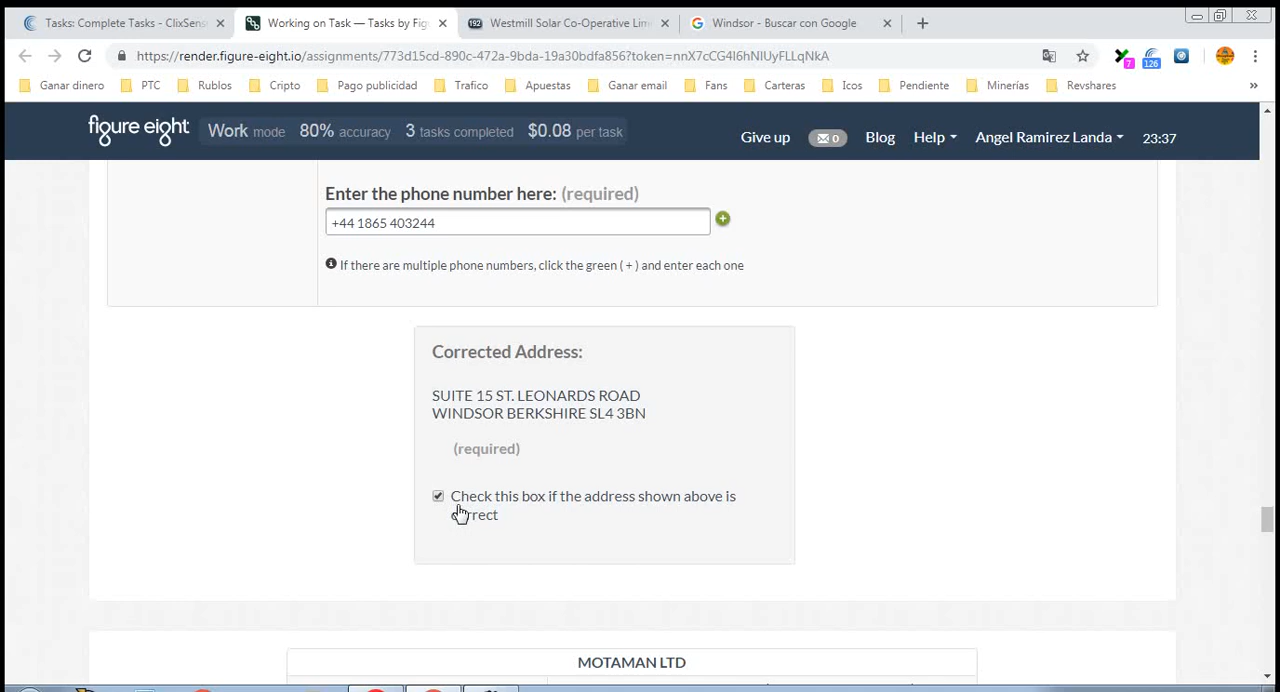 Tasks: Complete Tasks - ClixSens
Working on Task — Tasks by Fig
Westmill Solar Co-Operative Lim
Windsor - Buscar con Google
https://render.figure-eight.io/assignments/773d15cd-890c-472a-9bda-19a30bdfa856?token=nnX7cCG4l6hNlUyFLLqNkA
7
126
Ganar dinero
PTC
Rublos
Cripto
Pago publicidad
Trafico
Apuestas
Ganar email
Fans
Carteras
Icos
Pendiente
Minerías
Revshares
»
figure eight
Work mode 80% accuracy 3 tasks completed $0.08 per task
Give up
0
Blog
Help
Angel Ramirez Landa
23:37
Enter the phone number here: (required)
+44 1865 403244
If there are multiple phone numbers, click the green ( + ) and enter each one
Corrected Address:
SUITE 15 ST. LEONARDS ROAD
WINDSOR BERKSHIRE SL4 3BN
(required)
Check this box if the address shown above is
correct
MOTAMAN LTD